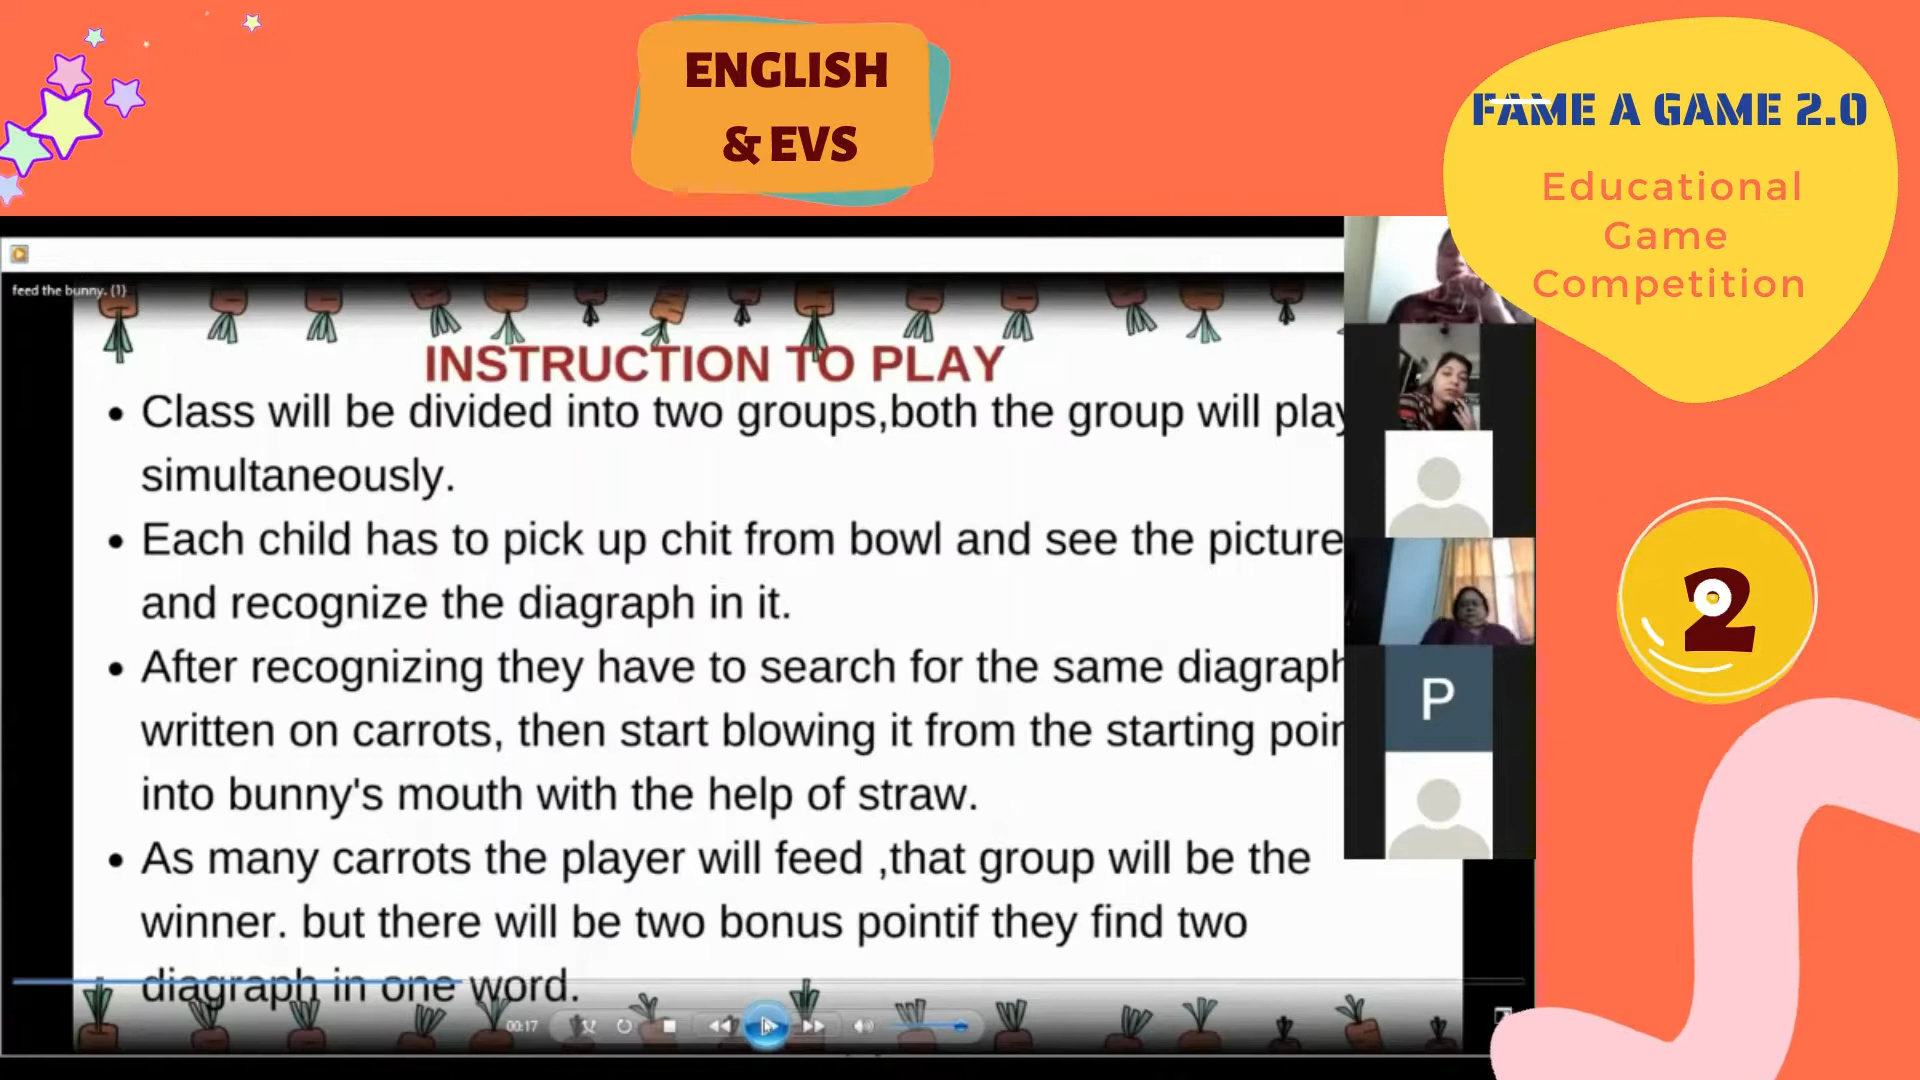 ENGLISH
& EVS
FAME A GAME 2.0
Educational
Game
Competition
feed the bunny. (1)
INSTRUCTION TO PLAY
• Class will be divided into two groups,both the group will play
simultaneously.
• Each child has to pick up chit from bowl and see the picture
and recognize the diagraph in it.
• After recognizing they have to search for the same diagraph
written on carrots, then start blowing it from the starting poin
into bunny's mouth with the help of straw.
• As many carrots the player will feed ,that group will be the
winner. but there will be two bonus pointif they find two
diagraph in one word.
P
2
00:17